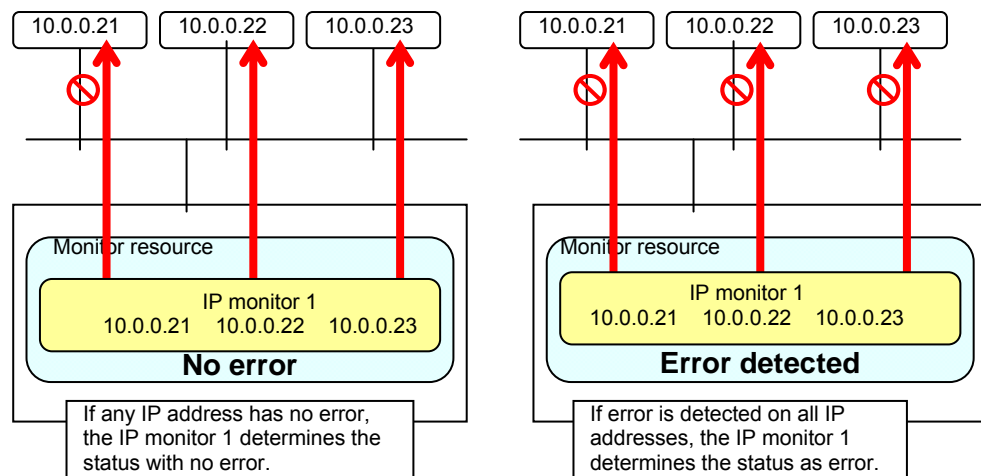 10.0.0.21 10.0.0.22 10.0.0.23
Monitor resource
IP monitor 1
10.0.0.21 10.0.0.22 10.0.0.23
No error
If any IP address has no error,
the IP monitor 1 determines the
status with no error.
10.0.0.21 10.0.0.22 10.0.0.23
Monitor resource
IP monitor 1
10.0.0.21 10.0.0.22 10.0.0.23
Error detected
If error is detected on all IP
addresses, the IP monitor 1
determines the status as error.